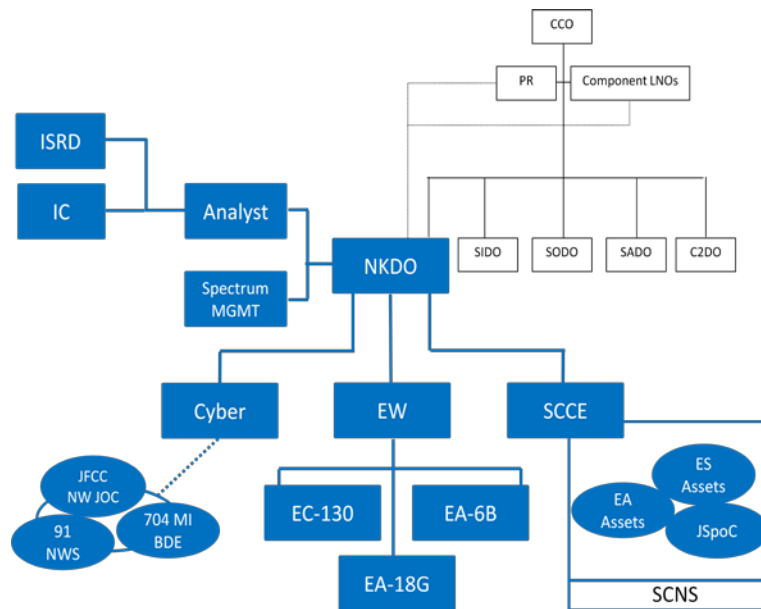 CCO
PR
Component LNOs
ISRD
IC
Analyst
SIDO
SODO
SADO
C2DO
NKDO
Spectrum
MGMT
Cyber
EW
SCCE
JFCC
NW JOC
91
NWS
704 MI
BDE
EC-130
EA-6B
EA-18G
ES
Assets
EA
Assets
JSpoC
SCNS